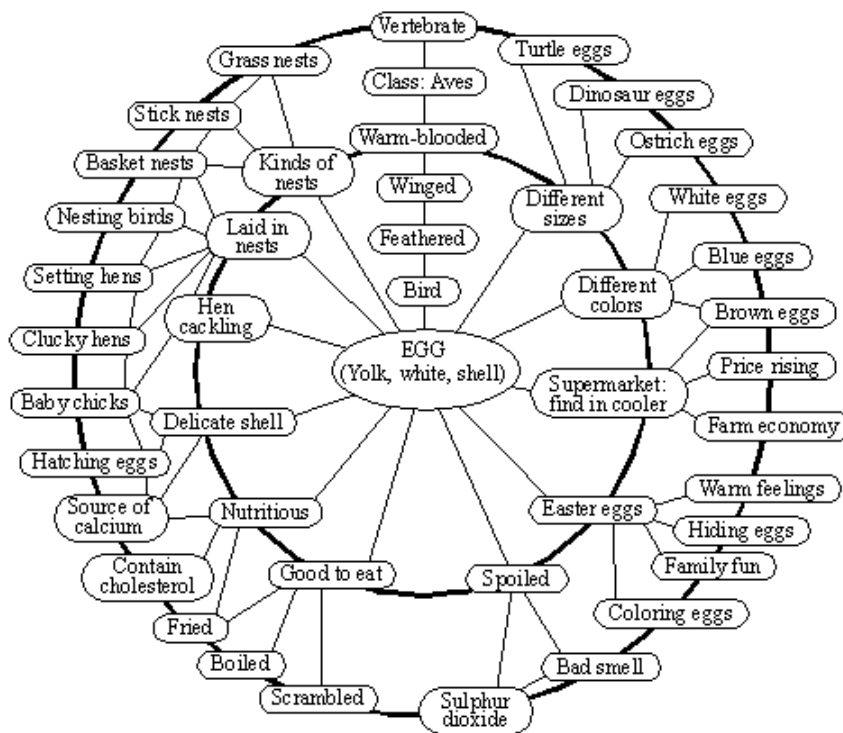 Vertebrate
Grass nests
Turtle eggs
Class: Aves
Dinosaur eggs
Stick nests
Warm-blooded
Ostrich eggs
Basket nests
Kinds of
nests
Winged
White eggs
Different
sizes
Nesting birds
Laid in
nests
Feathered
Blue eggs
Setting hens
Bird
Different
colors
Hen
cackling
Brown eggs
Clucky hens
EGG
(Yolk, white, shell)
Price rising
Supermarket:
find in cooler
Baby chicks
Delicate shell
Farm economy
Hatching eggs
Warm feelings
Source of
calcium
Nutritious
Easter eggs
Hiding eggs
Contain
cholesterol
Good to eat
Spoiled
Family fun
Fried
Coloring eggs
Boiled
Bad smell
Scrambled
Sulphur
dioxide